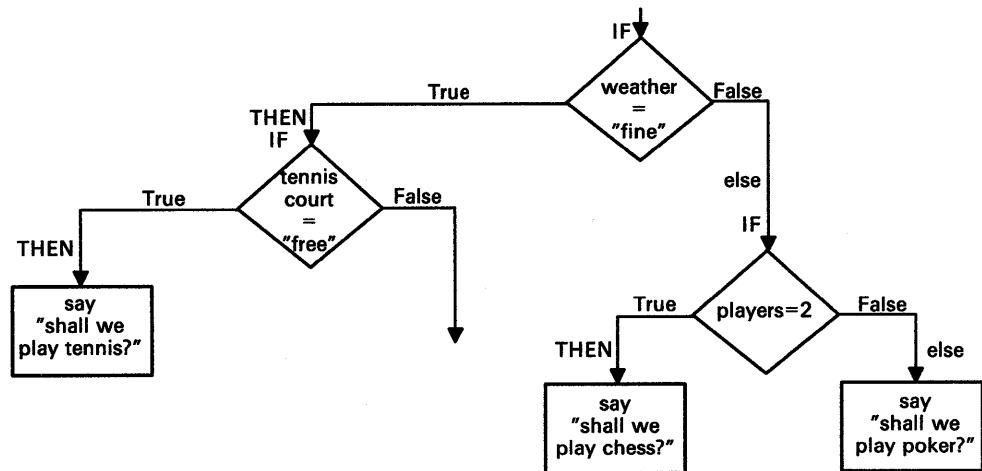 IF
weather
=
"fine"
True
False
THEN
IF
tennis
court
=
"free"
True
False
else
IF
THEN
say
"shall we
play tennis?"
players=2
True
False
THEN
else
say
"shall we
play chess?"
say
"shall we
play poker?"